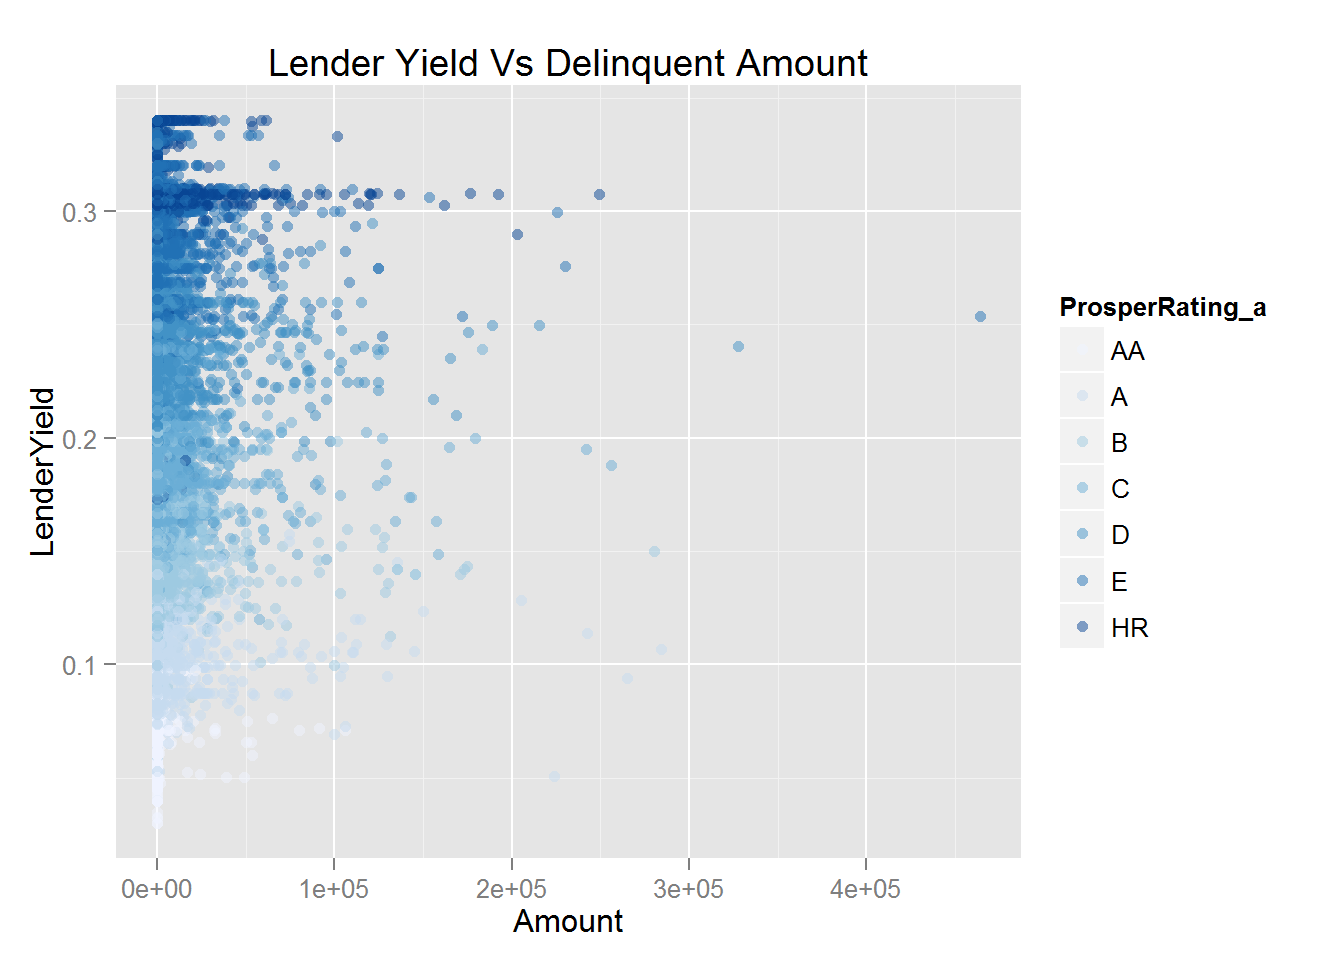 Lender Yield Vs Delinquent Amount
LenderYield
0.3
0.2
0.1
0e+00 1e+05 2e+05 3e+05 4e+05
Amount
ProsperRating_a
AA
A
B
C
D
E
HR